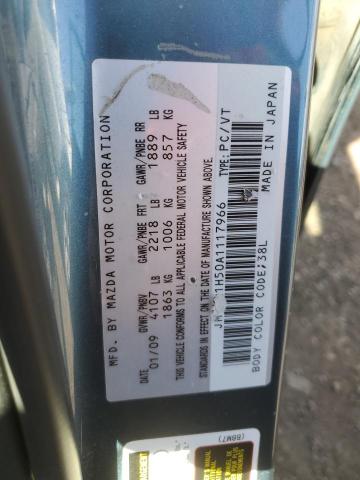 MFD. BY MAZDA MOTOR CORPORATION
GVWR/PNBV GAWR/PNBE FRT GAWR/PNBE RR
01/09 4107 LB 2218 LB 1889 LB
1863 KG 1006 KG 857 KG
THIS VEHICLE CONFORMS TO ALL APPLICABLE FEDERAL MOTOR VEHICLE SAFETY
STANDARDS IN EFFECT ON THE DATE OF MANUFACTURE SHOWN ABOVE.
1H50A1117966 TYPE: PC/VT
BODY COLOR CODE/38L MADE IN JAPAN
(BBM7)